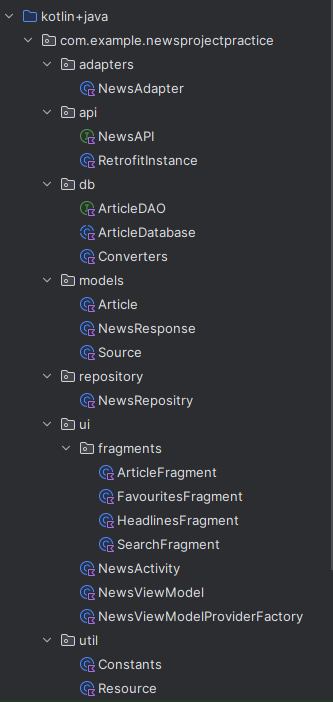 kotlin+java
com.example.newsprojectpractice
adapters
NewsAdapter
api
NewsAPI
RetrofitInstance
db
ArticleDAO
ArticleDatabase
Converters
models
Article
NewsResponse
Source
repository
NewsRepositry
ui
fragments
ArticleFragment
FavouritesFragment
HeadlinesFragment
SearchFragment
NewsActivity
NewsViewModel
NewsViewModelProviderFactory
util
Constants
Resource